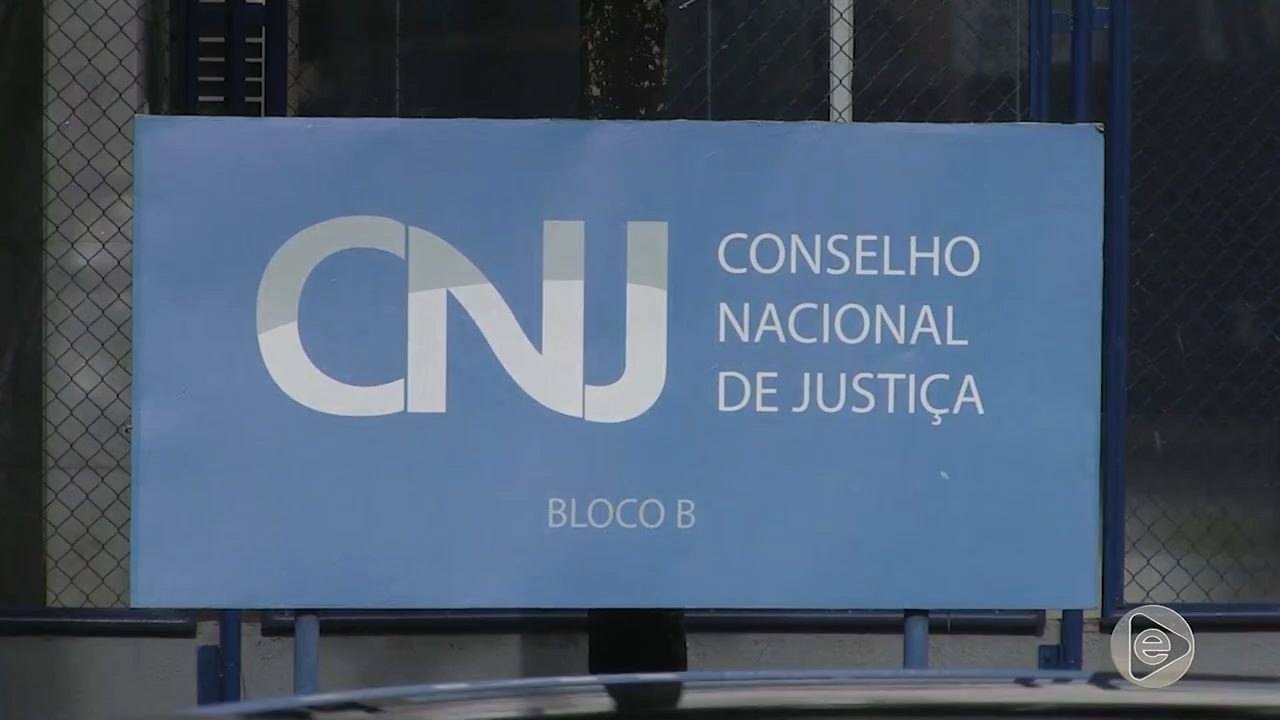 CNJ
CONSELHO
NACIONAL
DE JUSTIÇA
BLOCO B
e